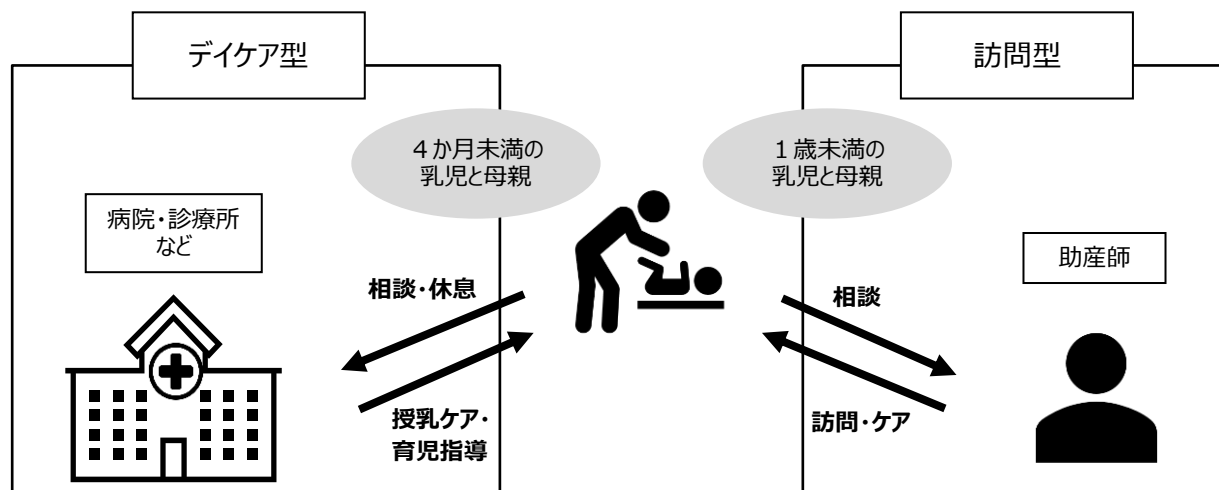 デイケア型
訪問型
４か月未満の
乳児と母親
１歳未満の
乳児と母親
病院・診療所
など
助産師
相談・休息
相談
授乳ケア・
育児指導
訪問・ケア